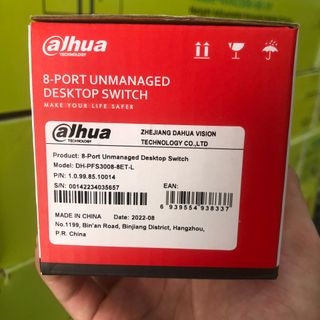 alhua
TECHNOLOGY
8-PORT UNMANAGED
DESKTOP SWITCH
MAKE YOUR LIFE SAFER
alhua
TECHNOLOGY
ZHEJIANG DAHUA VISION
TECHNOLOGY CO.,LTD
Product: 8-Port Unmanaged Desktop Switch
Model: DH-PFS3008-8ET-L
P/N: 1.0.99.85.10014
S/N: 00142234035657
EAN:
6 939554 938337
MADE IN CHINA Date: 2022-08
No.1199, Bin'an Road, Binjiang District, Hangzhou,
P.R. China